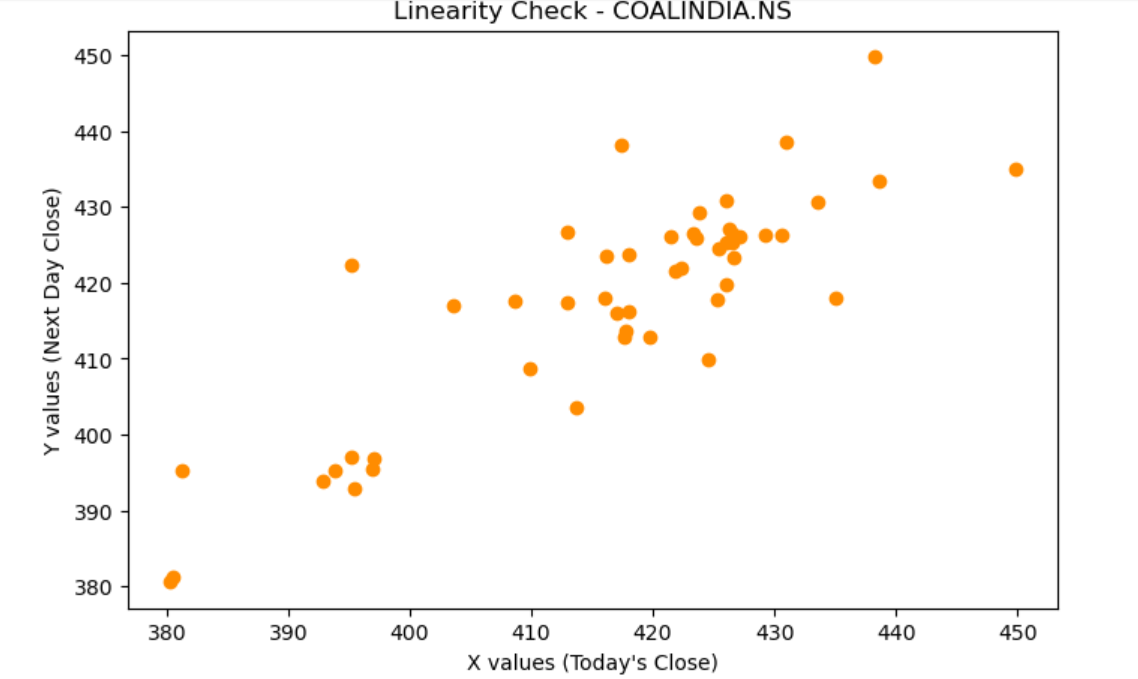 Linearity Check - COALINDIA.NS
450
440
430
420
410
400
390
380
Y values (Next Day Close)
380 390 400 410 420 430 440 450
X values (Today's Close)